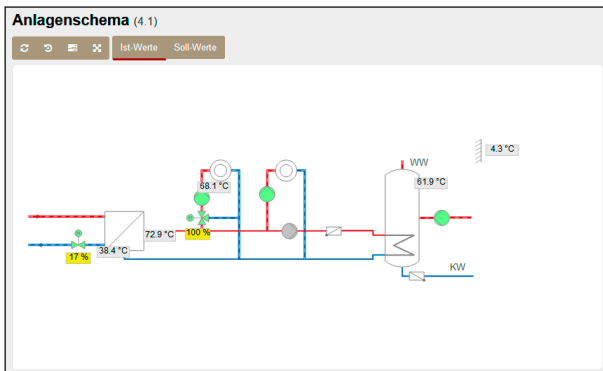 Anlagenschema (4.1)
Ist-Werte Soll-Werte
4.3 °C
WW
61.9 °C
68.1 °C
100 %
72.9 °C
38.4 °C
17 %
KW